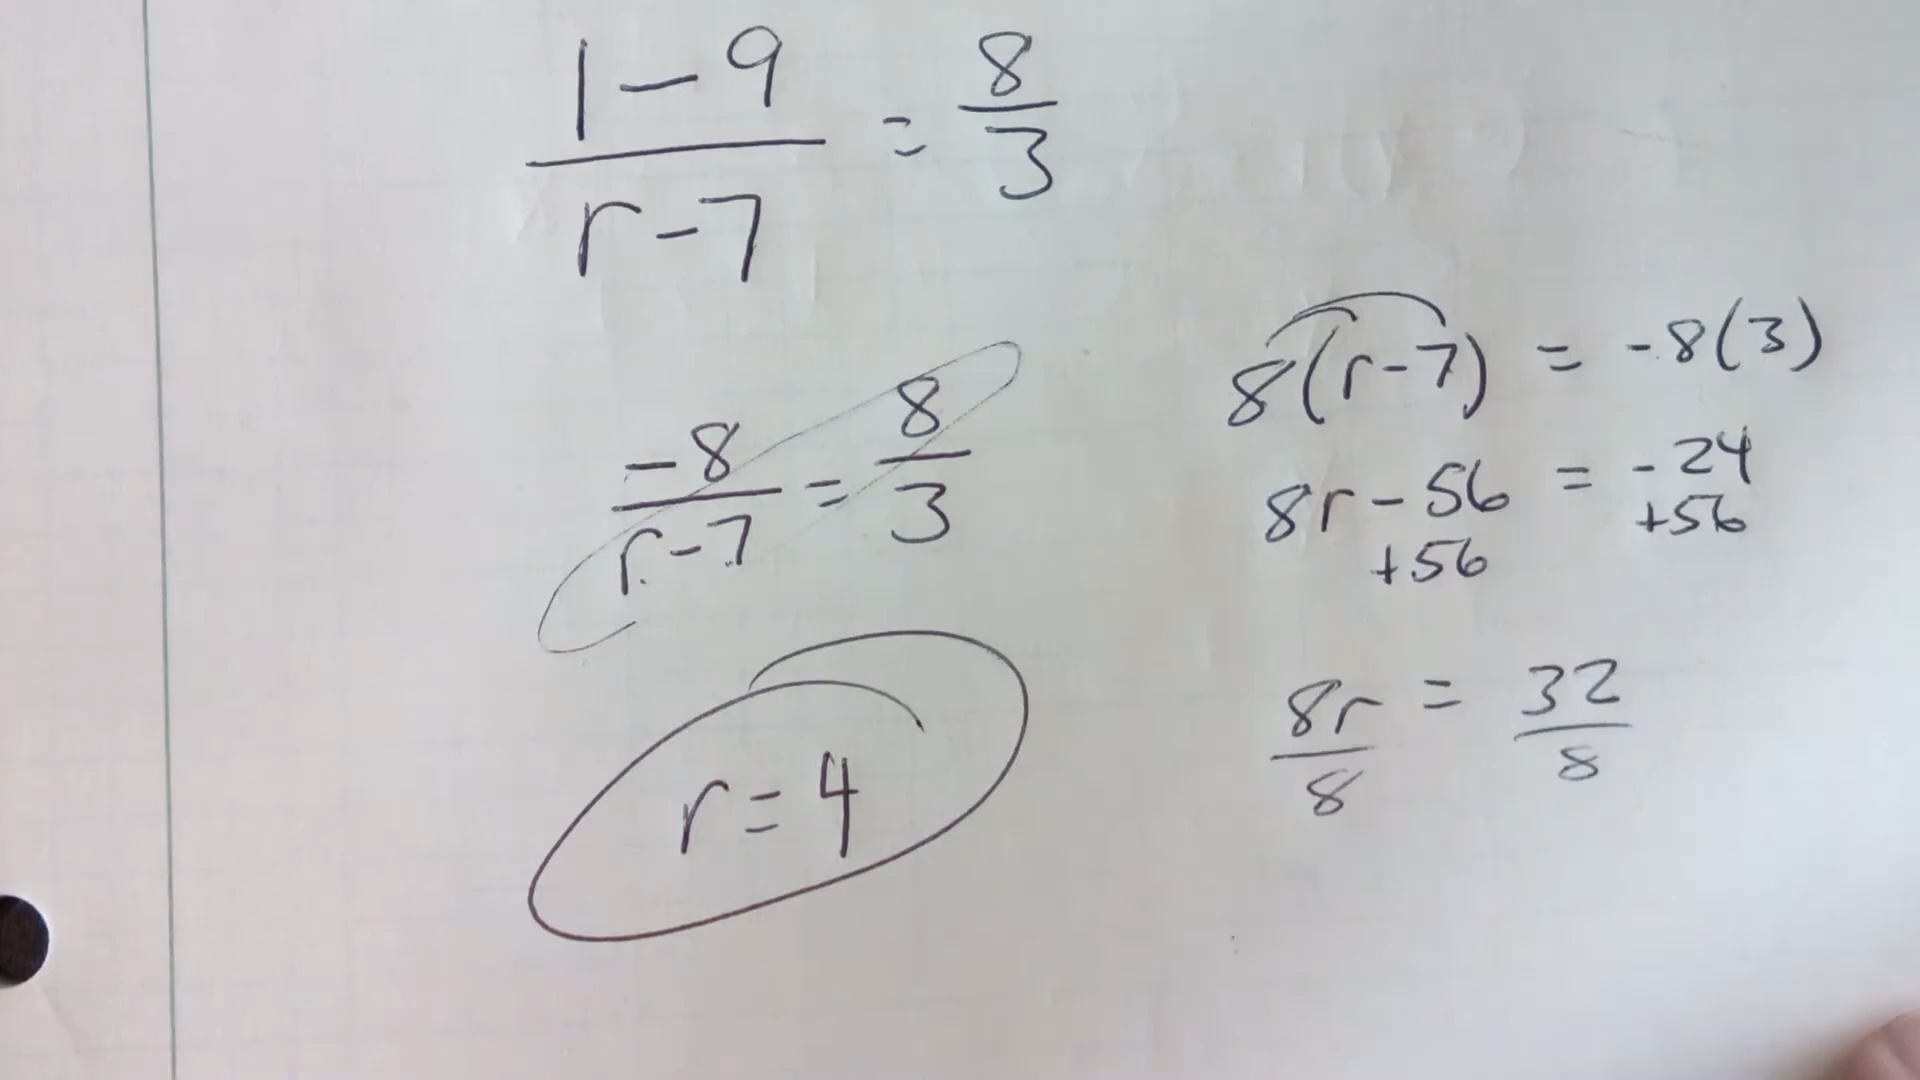 1-9/r-7 = 8/3
-8/r-7 = 8/3
r=4
8(r-7) = -8(3)
8r-56 = -24
+56 +56
8r/8 = 32/8